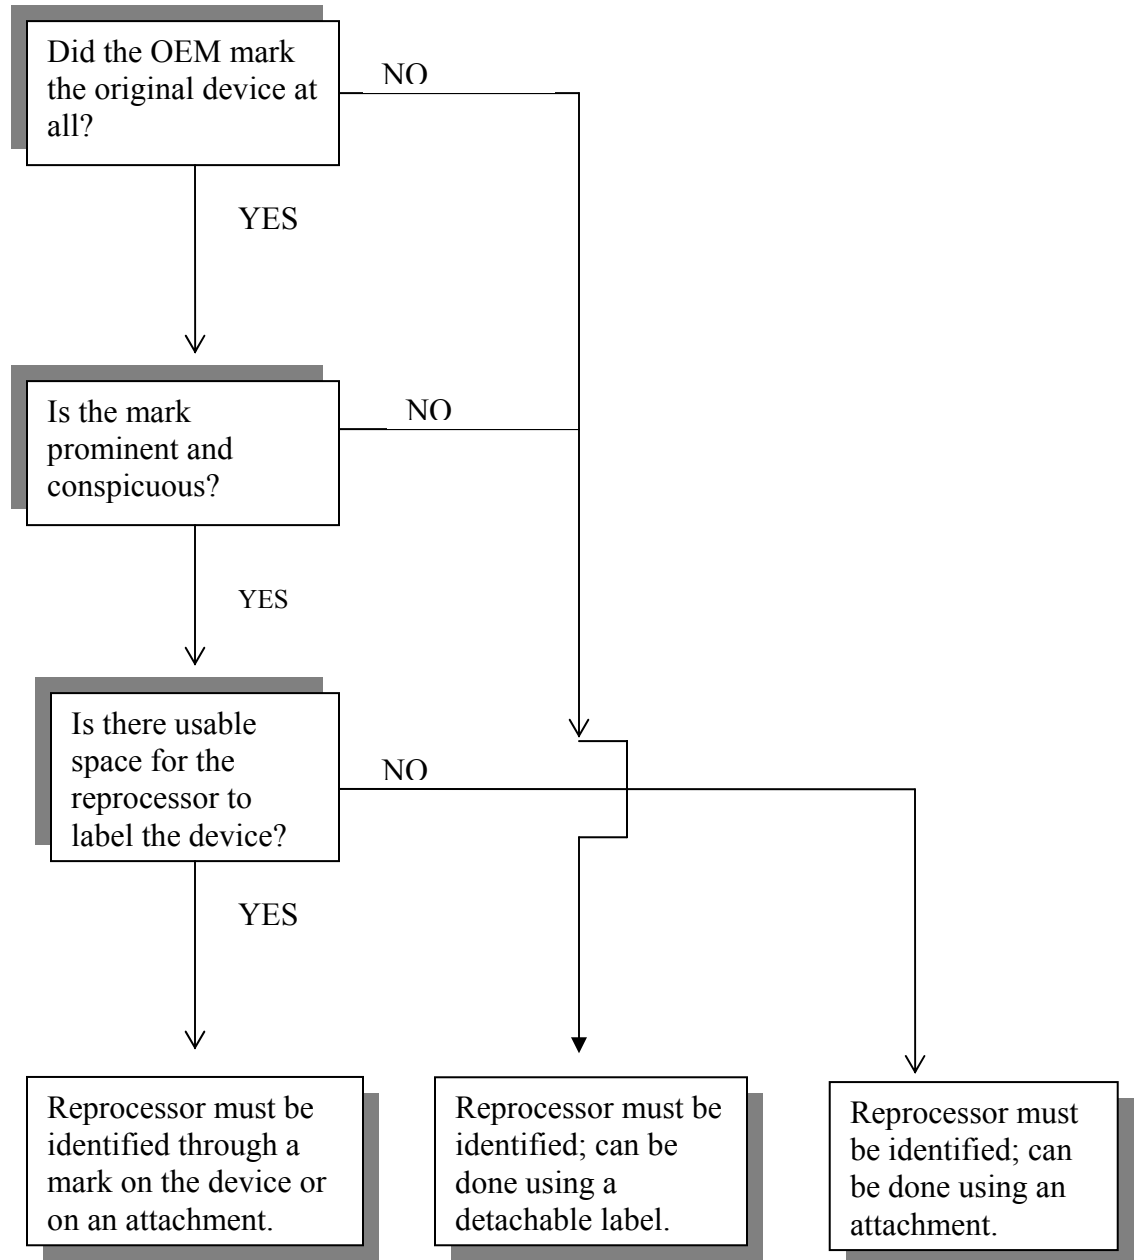 Did the OEM mark
the original device at
all?
NO
YES
Is the mark
prominent and
conspicuous?
NO
YES
Is there usable
space for the
reprocessor to
label the device?
NO
YES
Reprocessor must be
identified through a
mark on the device or
on an attachment.
Reprocessor must be
identified; can be
done using a
detachable label.
Reprocessor must
be identified; can
be done using an
attachment.